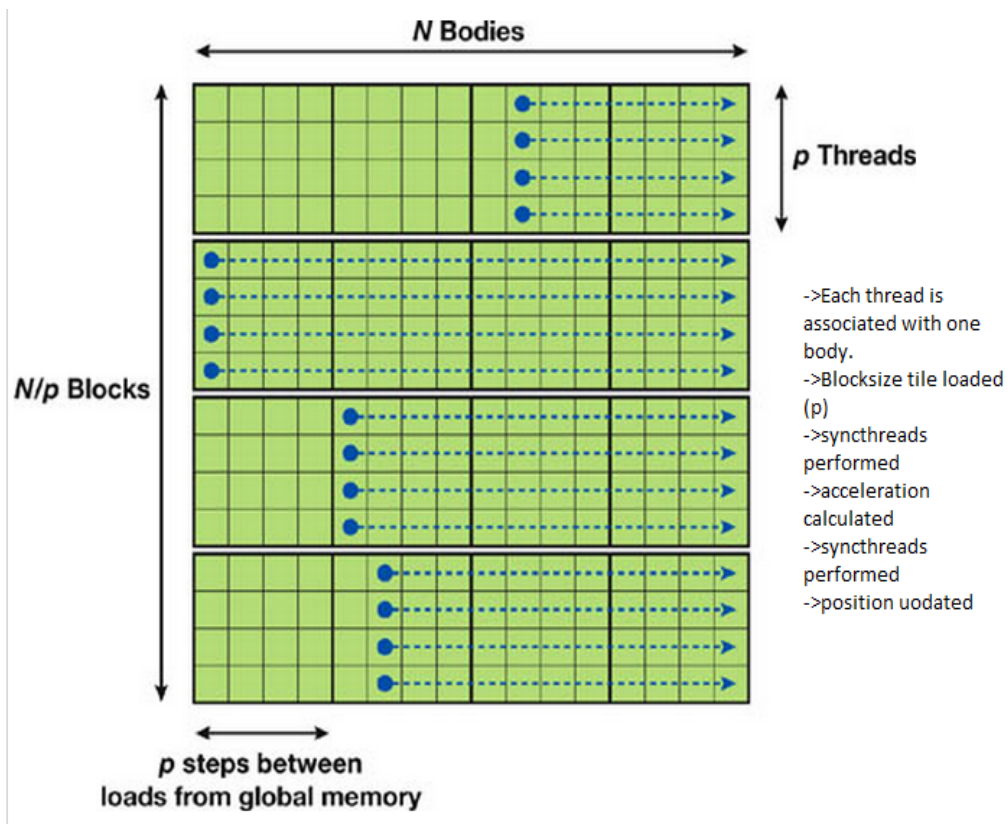 N Bodies
p Threads
N/p Blocks
->Each thread is
associated with one
body.
->Blocksize tile loaded
(p)
->syncthreads
performed
->acceleration
calculated
->syncthreads
performed
->position uodated
p steps between
loads from global memory